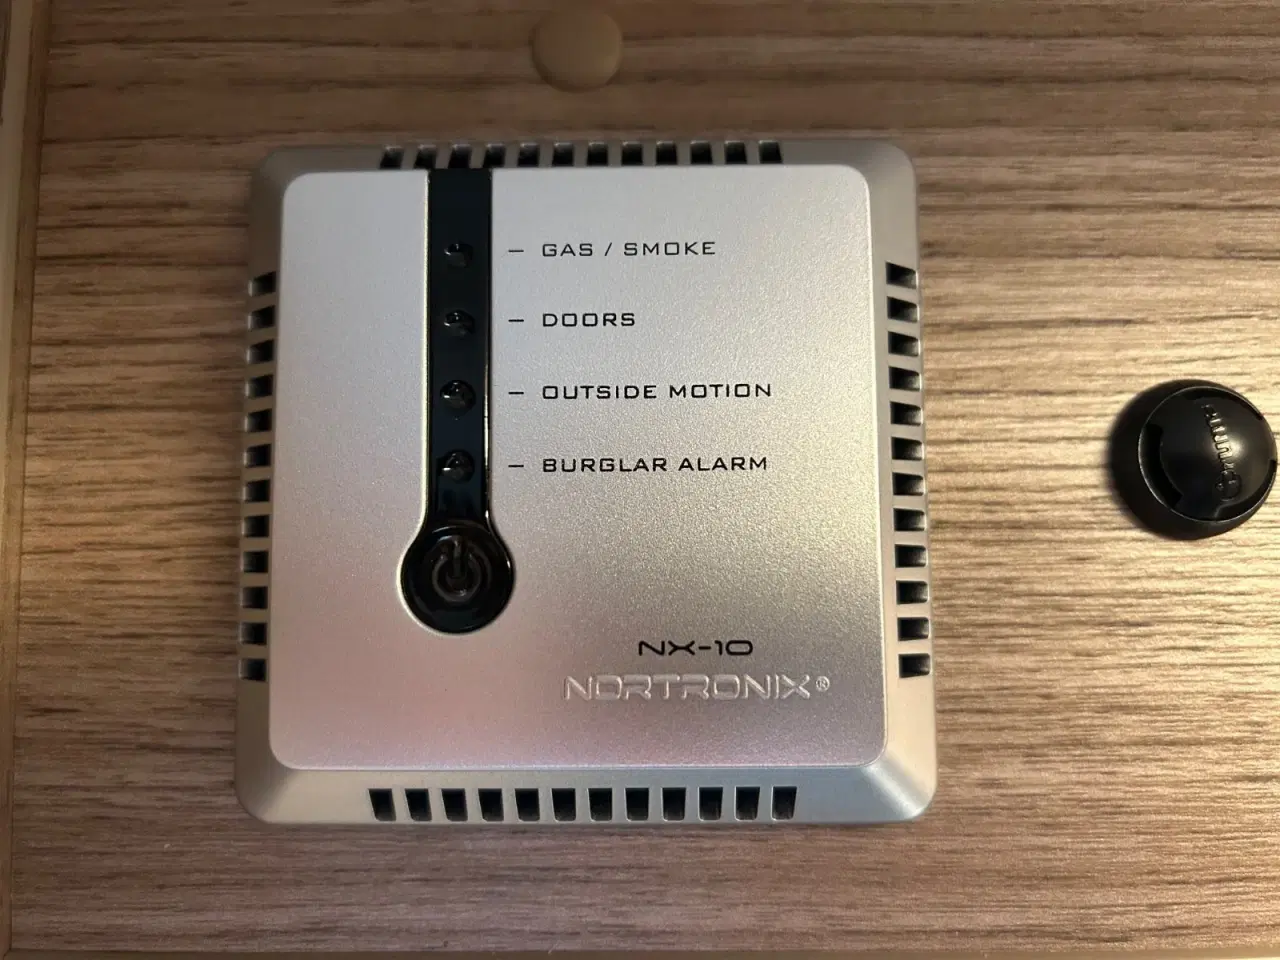 – GAS / SMOKE
– DOORS
– OUTSIDE MOTION
– BURGLAR ALARM
NX-10
NORTRONIX®